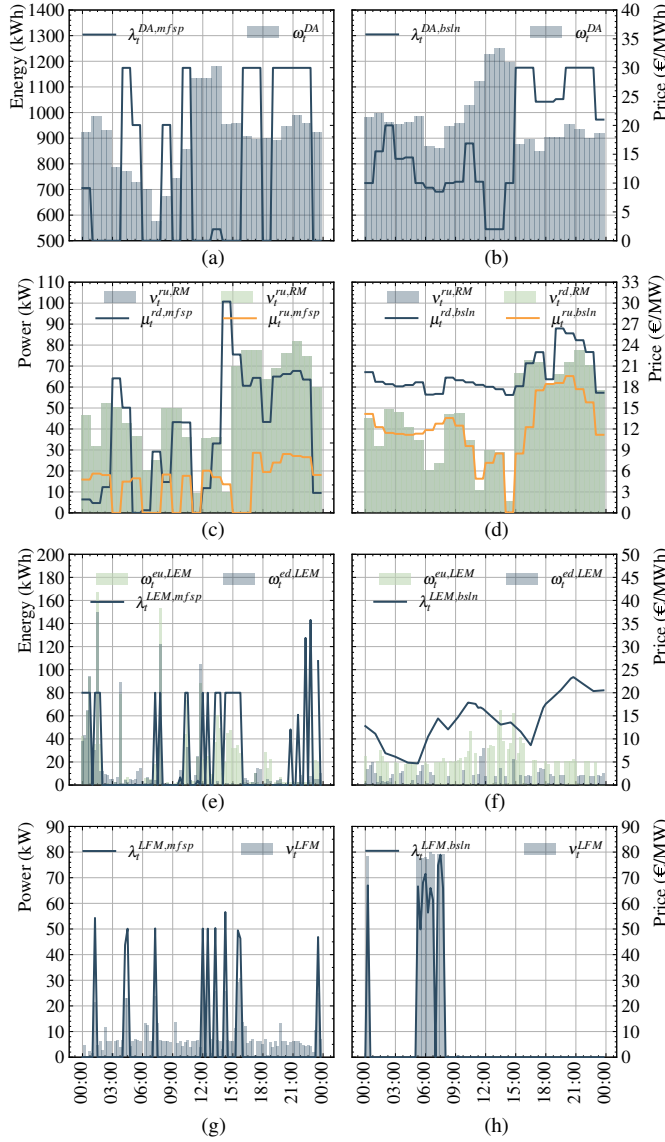 Energy (kWh)
1400
1300
1200
1100
1000
900
800
700
600
500
λ_t^{DA,mfsp}
ω_t^{DA}
(a)
λ_t^{DA,bsln}
ω_t^{DA}
40
35
30
25
20
15
10
5
0
Price (€/MWh)
(b)
Power (kW)
110
100
90
80
70
60
50
40
30
20
10
0
ν_t^{ru,RM}
ν_t^{ru,RM}
μ_t^{rd,mfsp}
μ_t^{ru,mfsp}
(c)
ν_t^{ru,RM}
ν_t^{rd,RM}
μ_t^{rd,bsln}
μ_t^{ru,bsln}
33
30
27
24
21
18
15
12
9
6
3
0
Price (€/MW)
(d)
Energy (kWh)
200
180
160
140
120
100
80
60
40
20
0
ω_t^{eu,LEM}
ω_t^{ed,LEM}
λ_t^{LEM,mfsp}
(e)
ω_t^{eu,LEM}
ω_t^{ed,LEM}
λ_t^{LEM,bsln}
50
45
40
35
30
25
20
15
10
5
0
Price (€/MWh)
(f)
Power (kW)
90
80
70
60
50
40
30
20
10
0
λ_t^{LFM,mfsp}
ν_t^{LFM}
00:00
03:00
06:00
09:00
12:00
15:00
18:00
21:00
00:00
(g)
λ_t^{LFM,bsln}
ν_t^{LFM}
90
80
70
60
50
40
30
20
10
0
Price (€/MW)
00:00
03:00
06:00
09:00
12:00
15:00
18:00
21:00
00:00
(h)